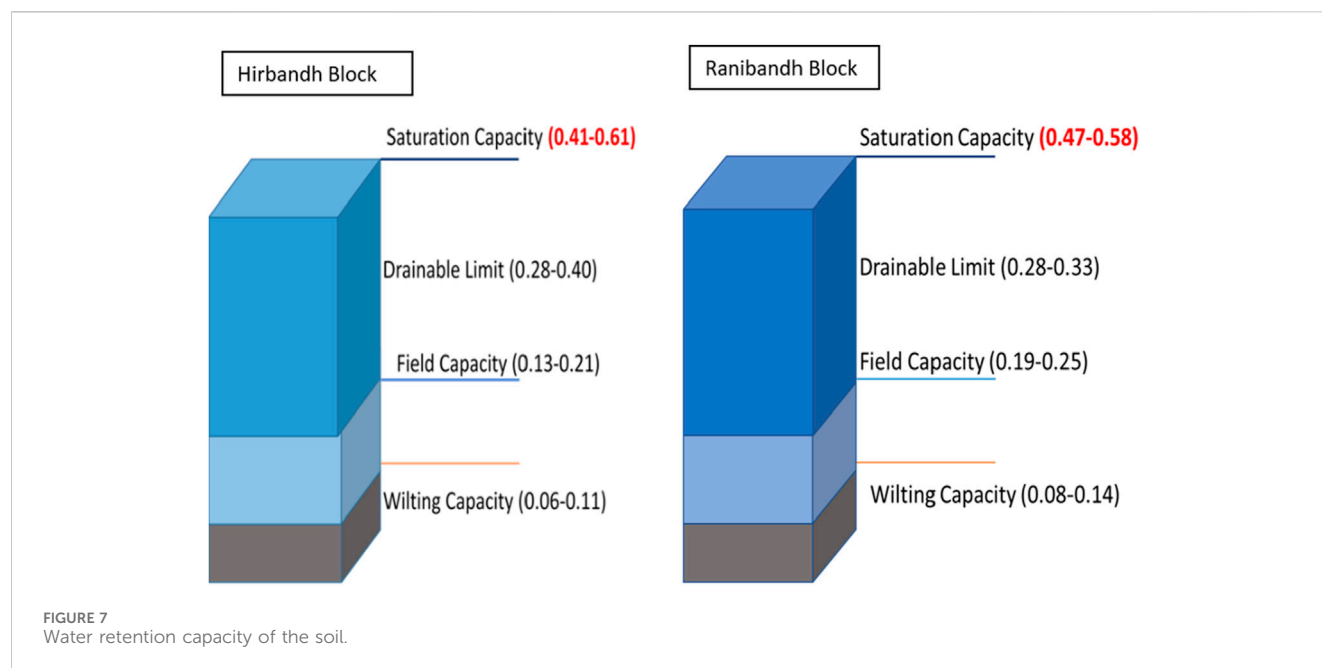 Hirbandh Block
Saturation Capacity (0.41-0.61)
Drainable Limit (0.28-0.40)
Field Capacity (0.13-0.21)
Wilting Capacity (0.06-0.11)
Ranibandh Block
Saturation Capacity (0.47-0.58)
Drainable Limit (0.28-0.33)
Field Capacity (0.19-0.25)
Wilting Capacity (0.08-0.14)
FIGURE 7
Water retention capacity of the soil.